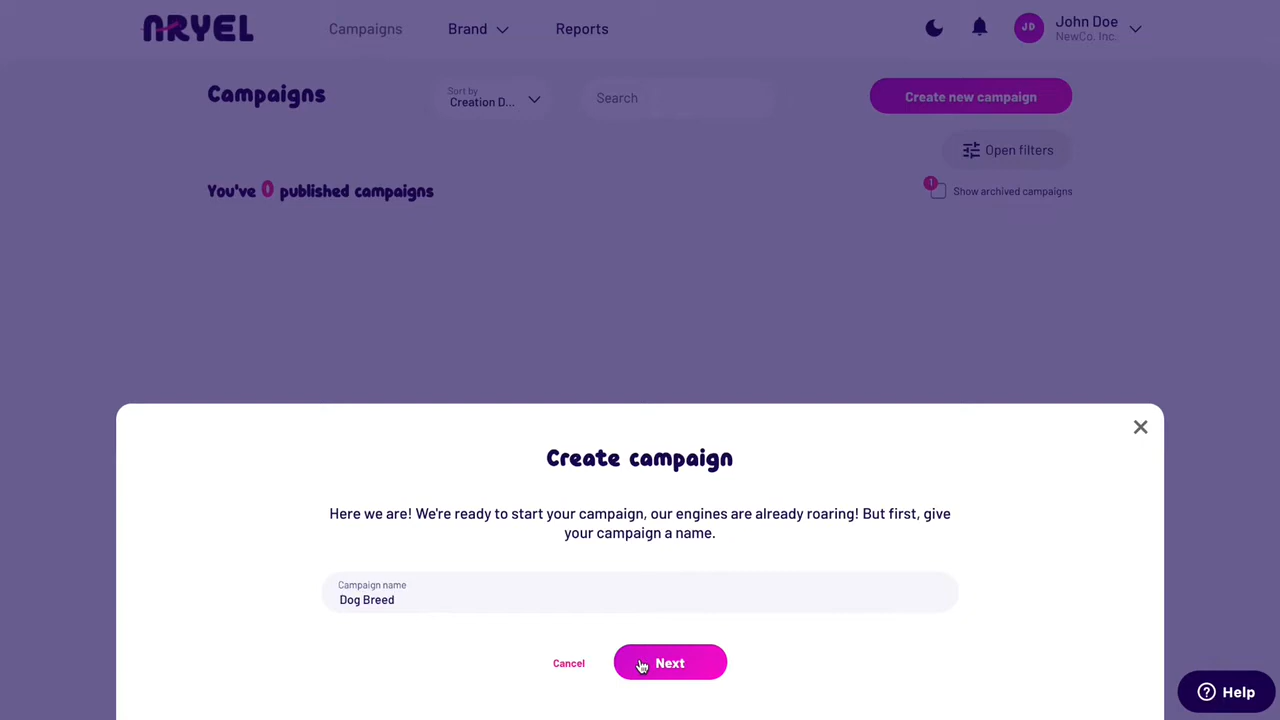 NRYEL
Campaigns
Brand
Reports
JD
John Doe
NewCo. Inc.
Campaigns
Sort by
Creation D...
Search
Create new campaign
Open filters
You've 0 published campaigns
1
Show archived campaigns
Create campaign
Here we are! We're ready to start your campaign, our engines are already roaring! But first, give
your campaign a name.
Campaign name
Dog Breed
Cancel
Next
Help